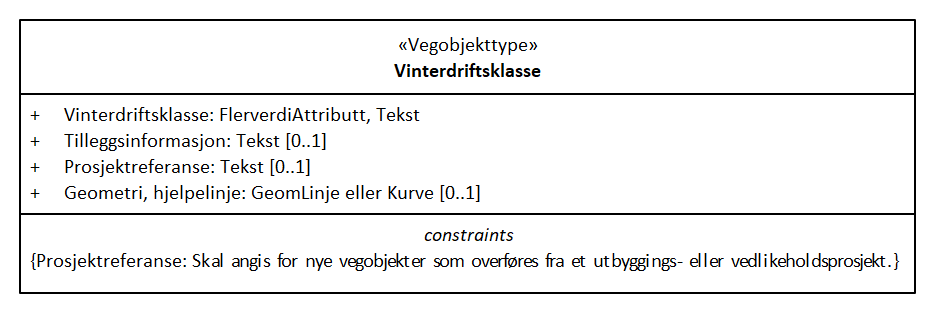 «Vegobjekttype»
Vinterdriftsklasse
+ Vinterdriftsklasse: FlerverdiAttributt, Tekst
+ Tilleggsinformasjon: Tekst [0..1]
+ Prosjektreferanse: Tekst [0..1]
+ Geometri, hjelpelinje: GeomLinje eller Kurve [0..1]
constraints
{Prosjektreferanse: Skal angis for nye vegobjekter som overføres fra et utbyggings- eller vedlikeholdsprosjekt.}